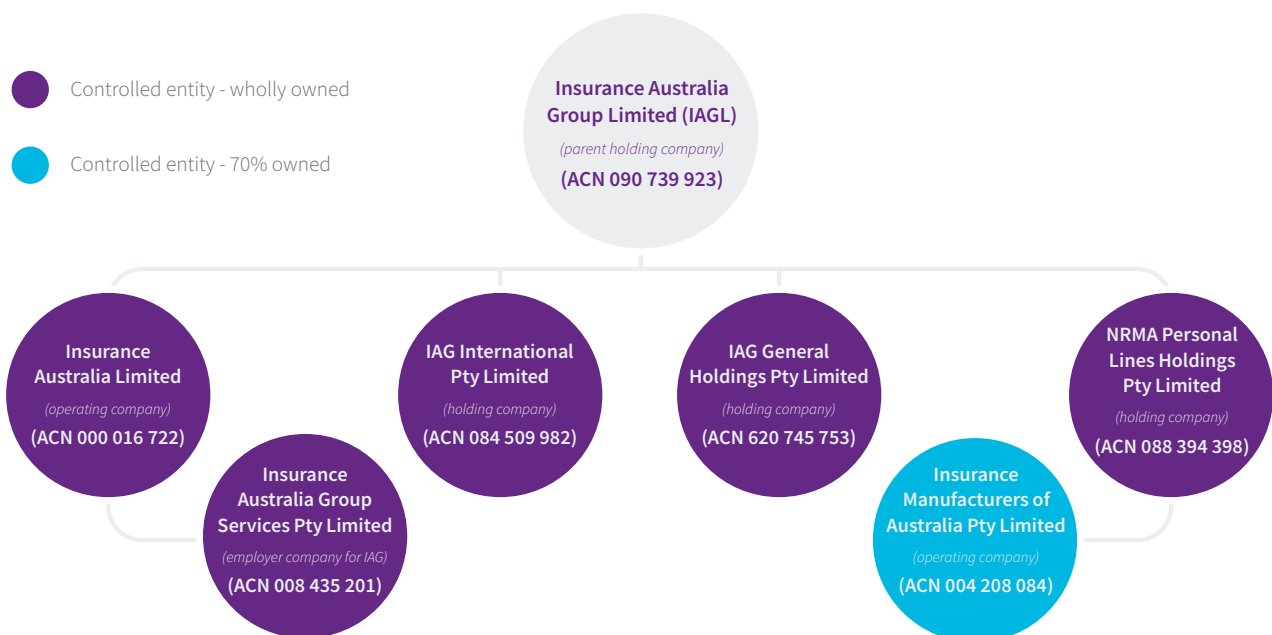 Controlled entity - wholly owned
Controlled entity - 70% owned
Insurance Australia
Group Limited (IAGL)
(parent holding company)
(ACN 090 739 923)
Insurance
Australia Limited
(operating company)
(ACN 000 016 722)
Insurance
Australia Group
Services Pty Limited
(employer company for IAG)
(ACN 008 435 201)
IAG International
Pty Limited
(holding company)
(ACN 084 509 982)
IAG General
Holdings Pty Limited
(holding company)
(ACN 620 745 753)
NRMA Personal
Lines Holdings
Pty Limited
(holding company)
(ACN 088 394 398)
Insurance
Manufacturers of
Australia Pty Limited
(operating company)
(ACN 004 208 084)